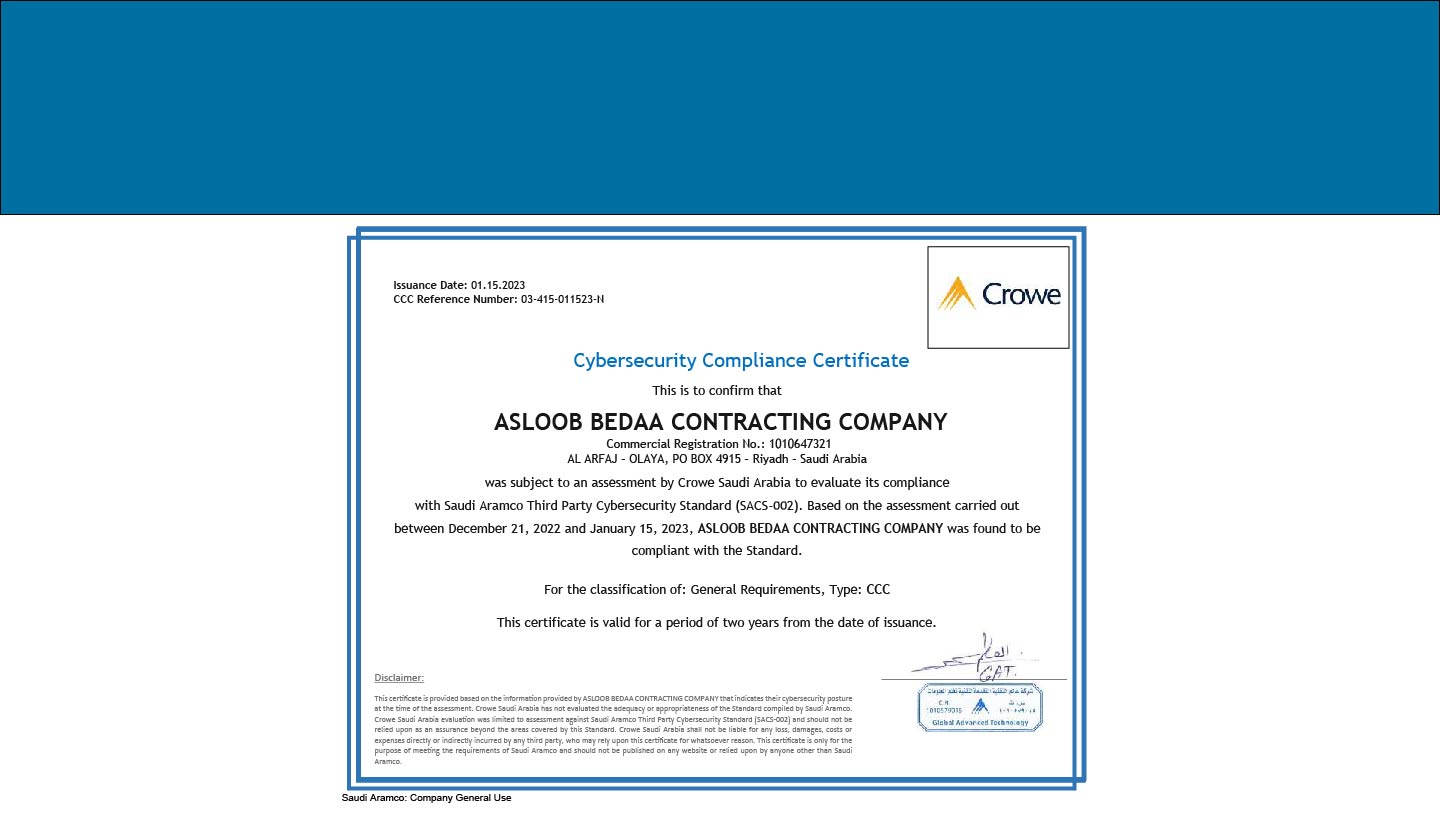 Issuance Date: 01.15.2023
CCC Reference Number: 03-415-011523-N
Crowe
Cybersecurity Compliance Certificate
This is to confirm that
ASLOOB BEDAA CONTRACTING COMPANY
Commercial Registration No.: 1010647321
AL ARFAJ – OLAYA, PO BOX 4915 – Riyadh – Saudi Arabia
was subject to an assessment by Crowe Saudi Arabia to evaluate its compliance
with Saudi Aramco Third Party Cybersecurity Standard (SACS-002). Based on the assessment carried out
between December 21, 2022 and January 15, 2023, ASLOOB BEDAA CONTRACTING COMPANY was found to be
compliant with the Standard.
For the classification of: General Requirements, Type: CCC
This certificate is valid for a period of two years from the date of issuance.
GAT.
Disclaimer:
This certificate is provided based on the information provided by ASLOOB BEDAA CONTRACTING COMPANY that indicates their cybersecurity posture
at the time of the assessment. Crowe Saudi Arabia has not evaluated the adequacy or appropriateness of the Standard compiled by Saudi Aramco.
Crowe Saudi Arabia evaluation was limited to assessment against Saudi Aramco Third Party Cybersecurity Standard (SACS-002) and should not be
relied upon as an assurance beyond the areas covered by this Standard. Crowe Saudi Arabia shall not be liable for any loss, damages, costs or
expenses directly or indirectly incurred by any third party, who may rely upon this certificate for whatsoever reason. This certificate is only for the
purpose of meeting the requirements of Saudi Aramco and should not be published on any website or relied upon by anyone other than Saudi
Aramco.
C.R.
س.ت
Global Advanced Technology
Saudi Aramco: Company General Use